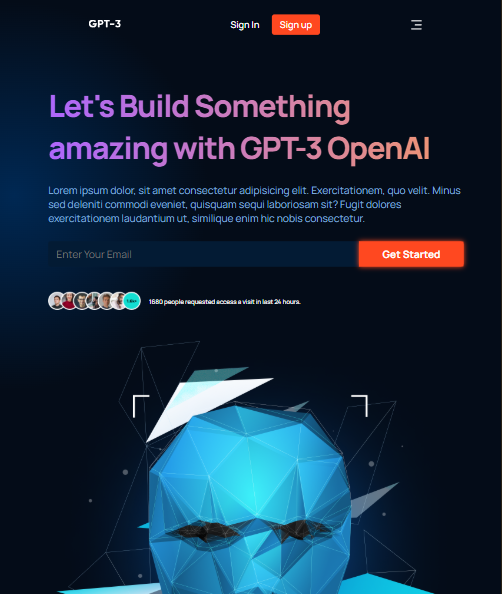 GPT-3
Sign In
Sign up
Let's Build Something
amazing with GPT-3 OpenAI
Lorem ipsum dolor, sit amet consectetur adipisicing elit. Exercitationem, quo velit. Minus
sed deleniti commodi eveniet, quisquam sequi laboriosam sit? Fugit dolores
exercitationem laudantium ut, similique enim hic nobis consectetur.
Enter Your Email
Get Started
1680 people requested access a visit in last 24 hours.